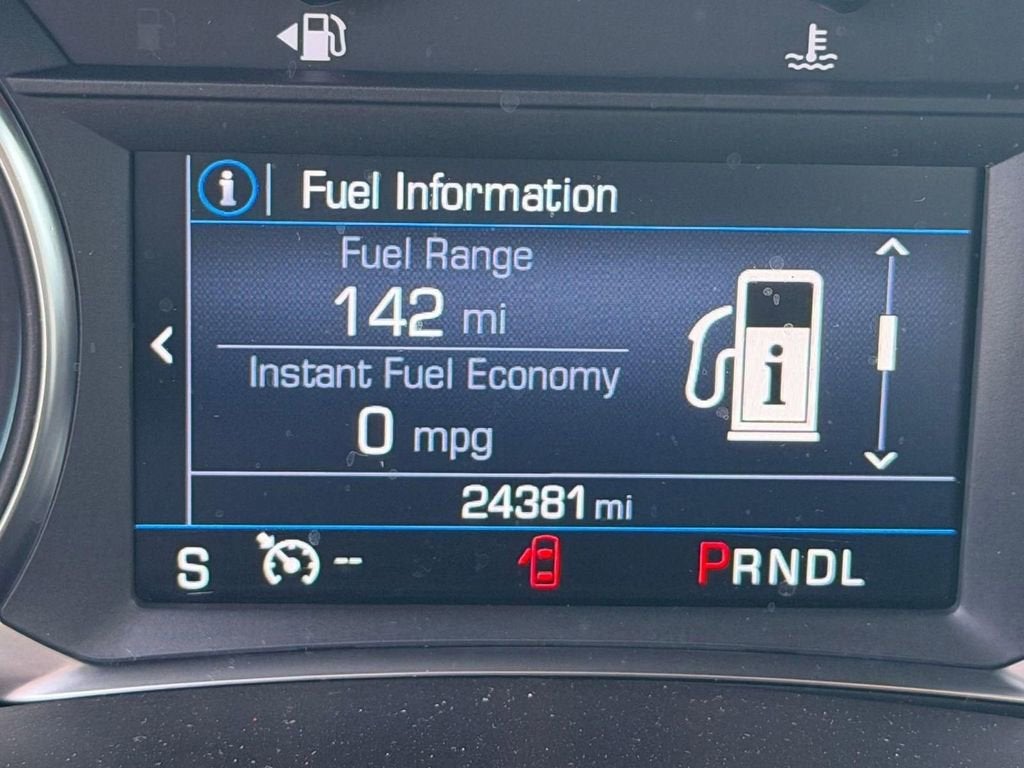 i Fuel Information
Fuel Range
142 mi
Instant Fuel Economy
0 mpg
i
24381 mi
S -- PRNDL